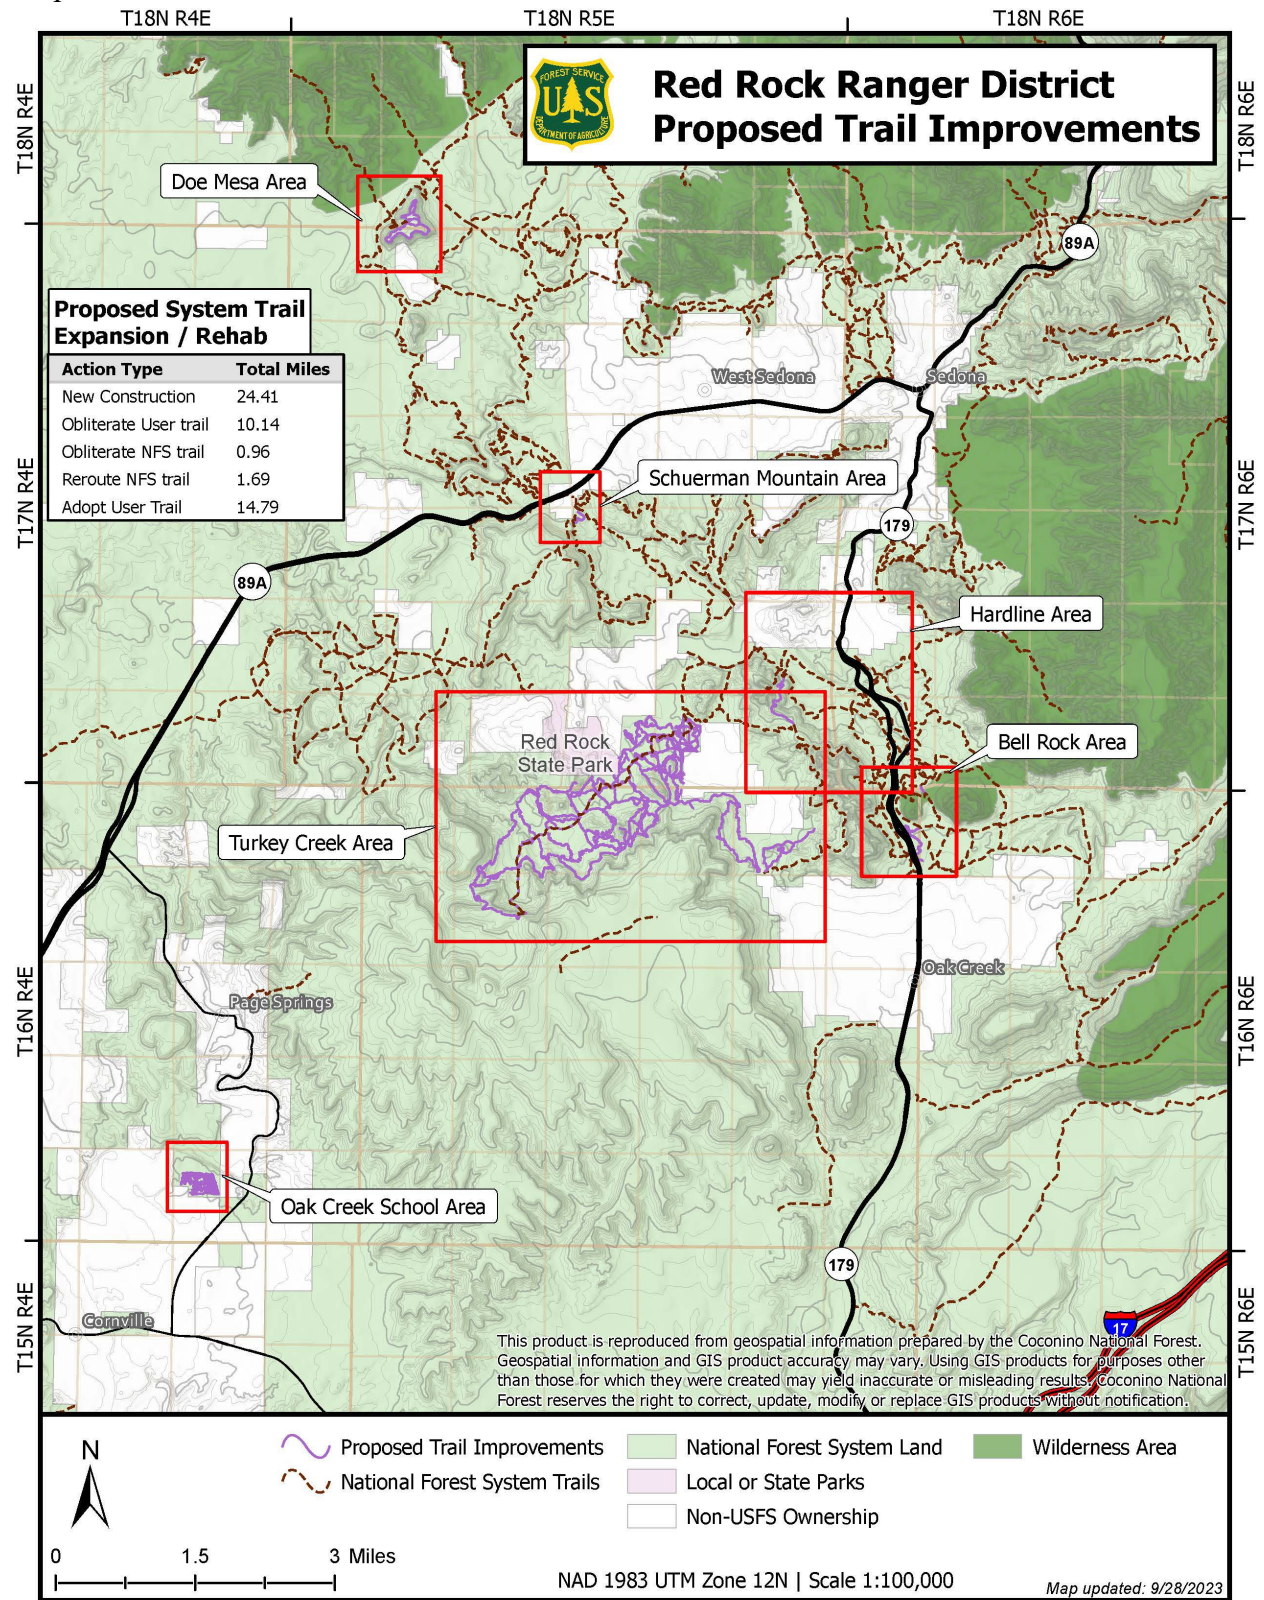 T18N R4E
T18N R5E
T18N R6E
T18N R4E
T18N R6E
FOREST SERVICE
U S
DEPARTMENT OF AGRICULTURE
Red Rock Ranger District
Proposed Trail Improvements
Doe Mesa Area
89A
Proposed System Trail
Expansion / Rehab
Action Type Total Miles
New Construction 24.41
Obliterate User trail 10.14
Obliterate NFS trail 0.96
Reroute NFS trail 1.69
Adopt User Trail 14.79
West Sedona
Sedona
Schuerman Mountain Area
T17N R4E
T17N R6E
179
89A
Hardline Area
Red Rock
State Park
Bell Rock Area
Turkey Creek Area
Oak Creek
Page Springs
T16N R4E
T16N R6E
Oak Creek School Area
179
Cornville
17
T15N R4E
T15N R6E
This product is reproduced from geospatial information prepared by the Coconino National Forest.
Geospatial information and GIS product accuracy may vary. Using GIS products for purposes other
than those for which they were created may yield inaccurate or misleading results. Coconino National
Forest reserves the right to correct, update, modify or replace GIS products without notification.
N
Proposed Trail Improvements
National Forest System Trails
National Forest System Land
Local or State Parks
Non-USFS Ownership
Wilderness Area
0 1.5 3 Miles
NAD 1983 UTM Zone 12N | Scale 1:100,000
Map updated: 9/28/2023